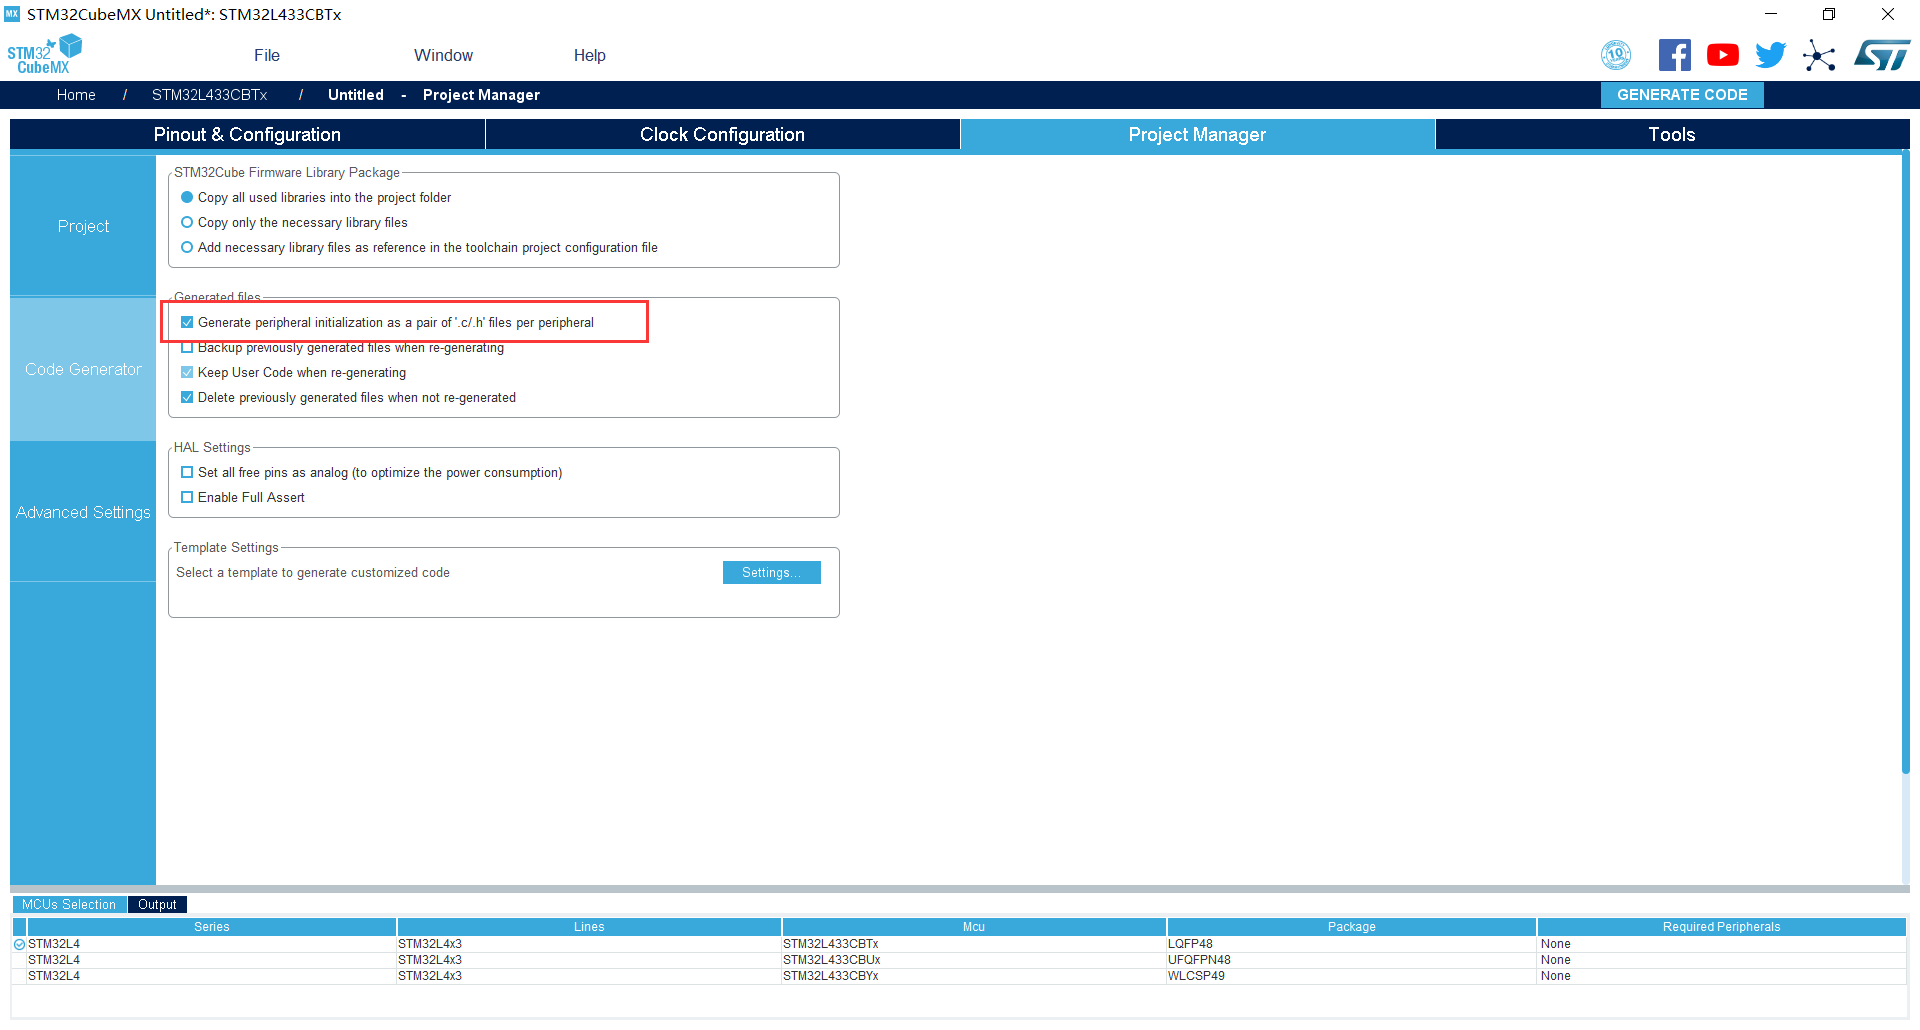 MX STM32CubeMX Untitled*: STM32L433CBTx
STM32 CubeMX
File Window Help
10
ST
Home / STM32L433CBTx / Untitled - Project Manager GENERATE CODE
Pinout & Configuration Clock Configuration Project Manager Tools
Project
Code Generator
Advanced Settings
STM32Cube Firmware Library Package
Copy all used libraries into the project folder
Copy only the necessary library files
Add necessary library files as reference in the toolchain project configuration file
Generated files
Generate peripheral initialization as a pair of '.c/.h' files per peripheral
Backup previously generated files when re-generating
Keep User Code when re-generating
Delete previously generated files when not re-generated
HAL Settings
Set all free pins as analog (to optimize the power consumption)
Enable Full Assert
Template Settings
Select a template to generate customized code Settings...
MCUs Selection Output
Series Lines Mcu Package Required Peripherals
STM32L4 STM32L4x3 STM32L433CBTx LQFP48 None
STM32L4 STM32L4x3 STM32L433CBUx UFQFPN48 None
STM32L4 STM32L4x3 STM32L433CBYx WLCSP49 None